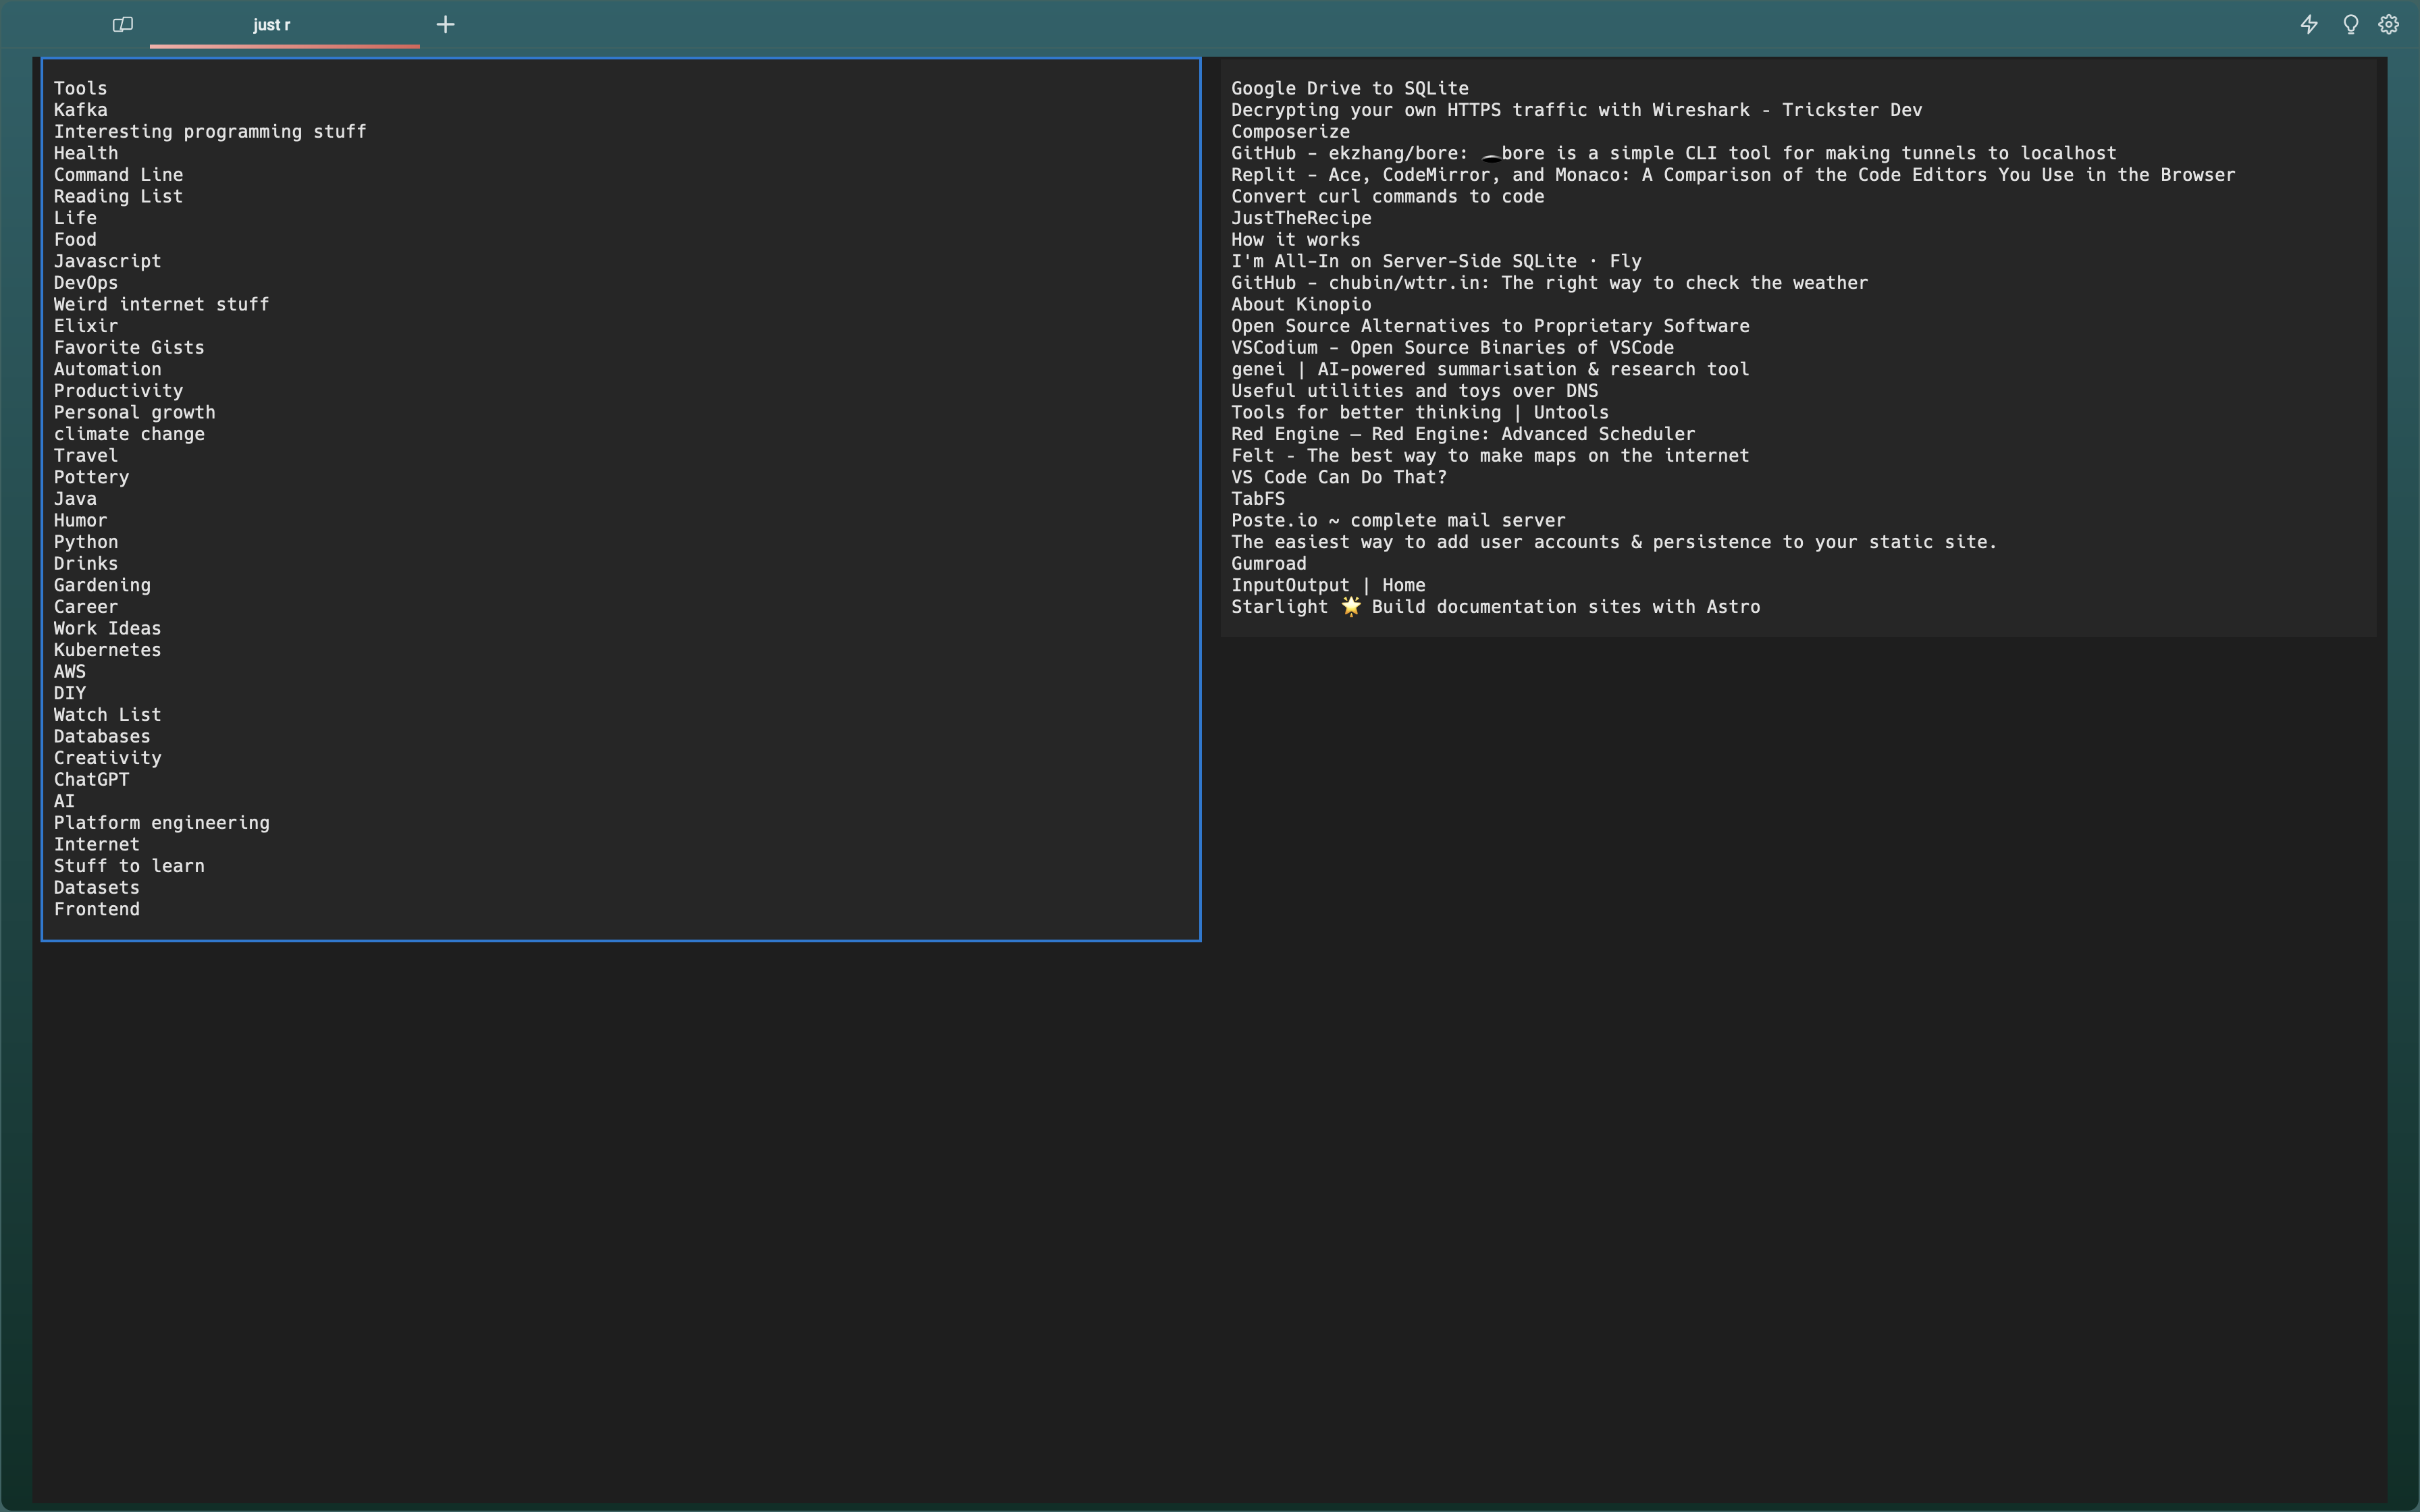 just r
Tools
Kafka
Interesting programming stuff
Health
Command Line
Reading List
Life
Food
Javascript
DevOps
Weird internet stuff
Elixir
Favorite Gists
Automation
Productivity
Personal growth
climate change
Travel
Pottery
Java
Humor
Python
Drinks
Gardening
Career
Work Ideas
Kubernetes
AWS
DIY
Watch List
Databases
Creativity
ChatGPT
AI
Platform engineering
Internet
Stuff to learn
Datasets
Frontend
Google Drive to SQLite
Decrypting your own HTTPS traffic with Wireshark - Trickster Dev
Composerize
GitHub - ekzhang/bore: 🕳bore is a simple CLI tool for making tunnels to localhost
Replit - Ace, CodeMirror, and Monaco: A Comparison of the Code Editors You Use in the Browser
Convert curl commands to code
JustTheRecipe
How it works
I'm All-In on Server-Side SQLite · Fly
GitHub - chubin/wttr.in: The right way to check the weather
About Kinopio
Open Source Alternatives to Proprietary Software
VSCodium - Open Source Binaries of VSCode
genei | AI-powered summarisation & research tool
Useful utilities and toys over DNS
Tools for better thinking | Untools
Red Engine — Red Engine: Advanced Scheduler
Felt - The best way to make maps on the internet
VS Code Can Do That?
TabFS
Poste.io ~ complete mail server
The easiest way to add user accounts & persistence to your static site.
Gumroad
InputOutput | Home
Starlight 🌟 Build documentation sites with Astro